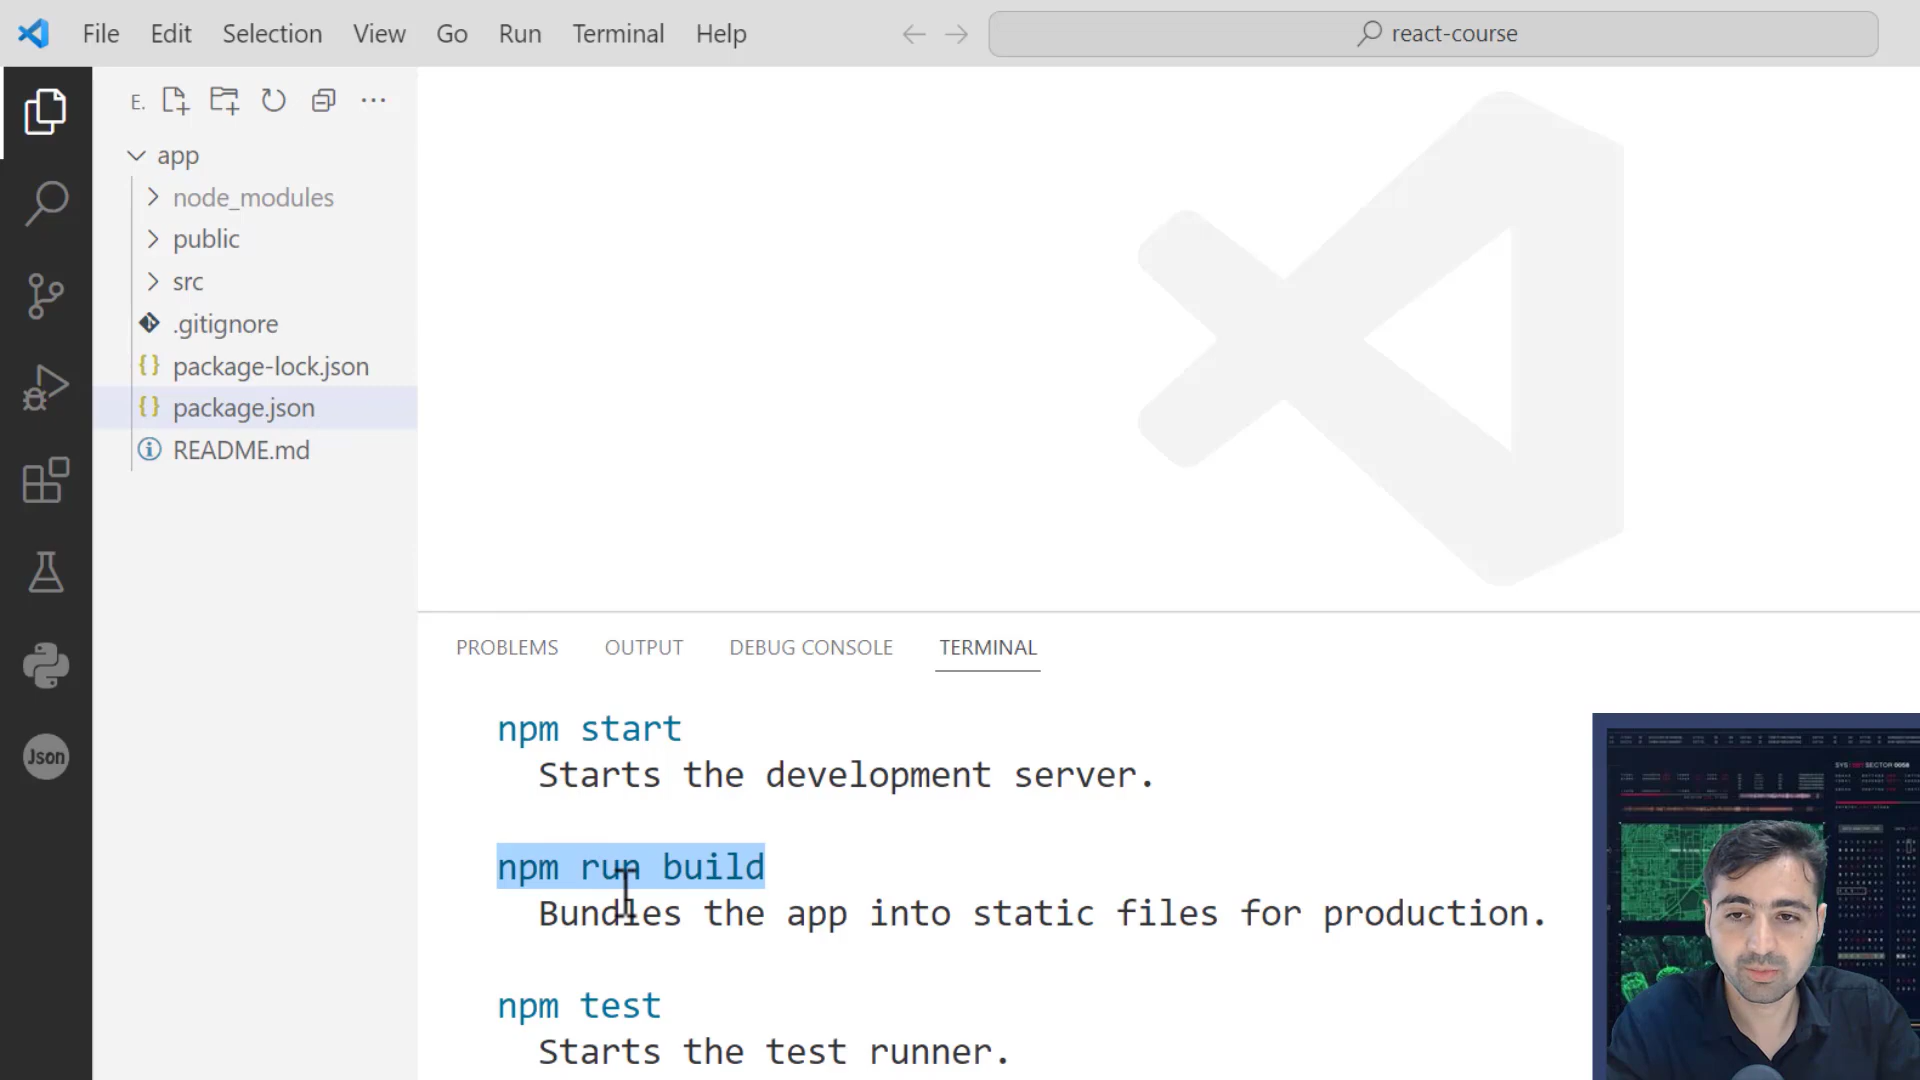 File Edit Selection View Go Run Terminal Help
react-course
E.
app
node_modules
public
src
.gitignore
package-lock.json
package.json
README.md
Json
PROBLEMS OUTPUT DEBUG CONSOLE TERMINAL
npm start
Starts the development server.
npm run build
Bundles the app into static files for production.
npm test
Starts the test runner.